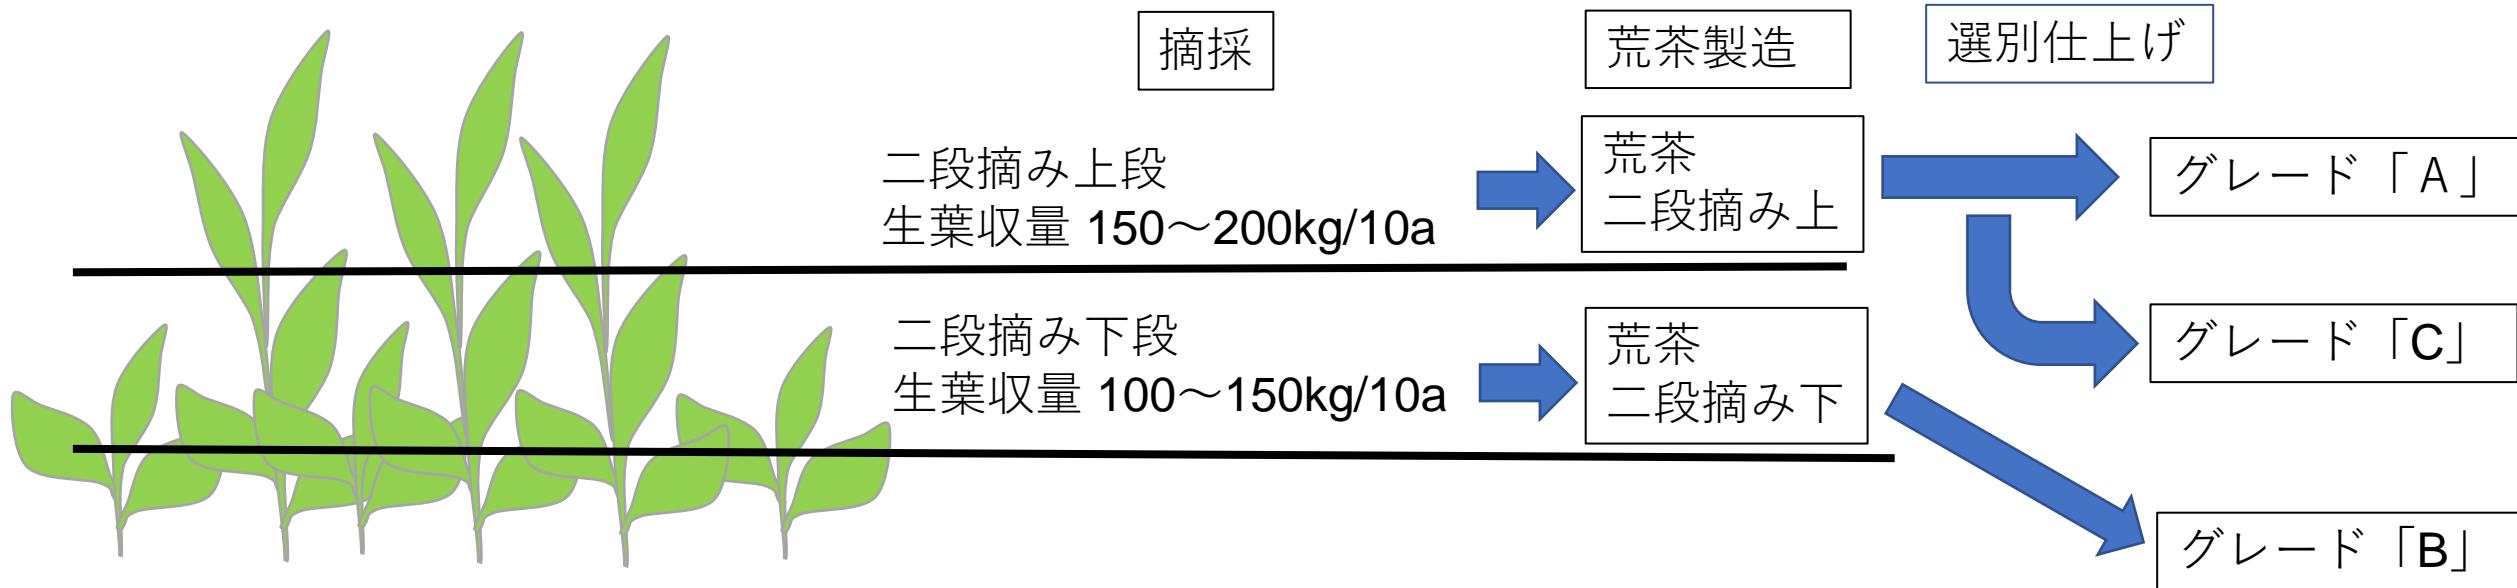 摘採
荒茶製造
選別仕上げ
二段摘み上段
生葉収量 150～200kg/10a
荒茶
二段摘み上
グレード「A」
二段摘み下段
生葉収量 100～150kg/10a
荒茶
二段摘み下
グレード「C」
グレード「B」